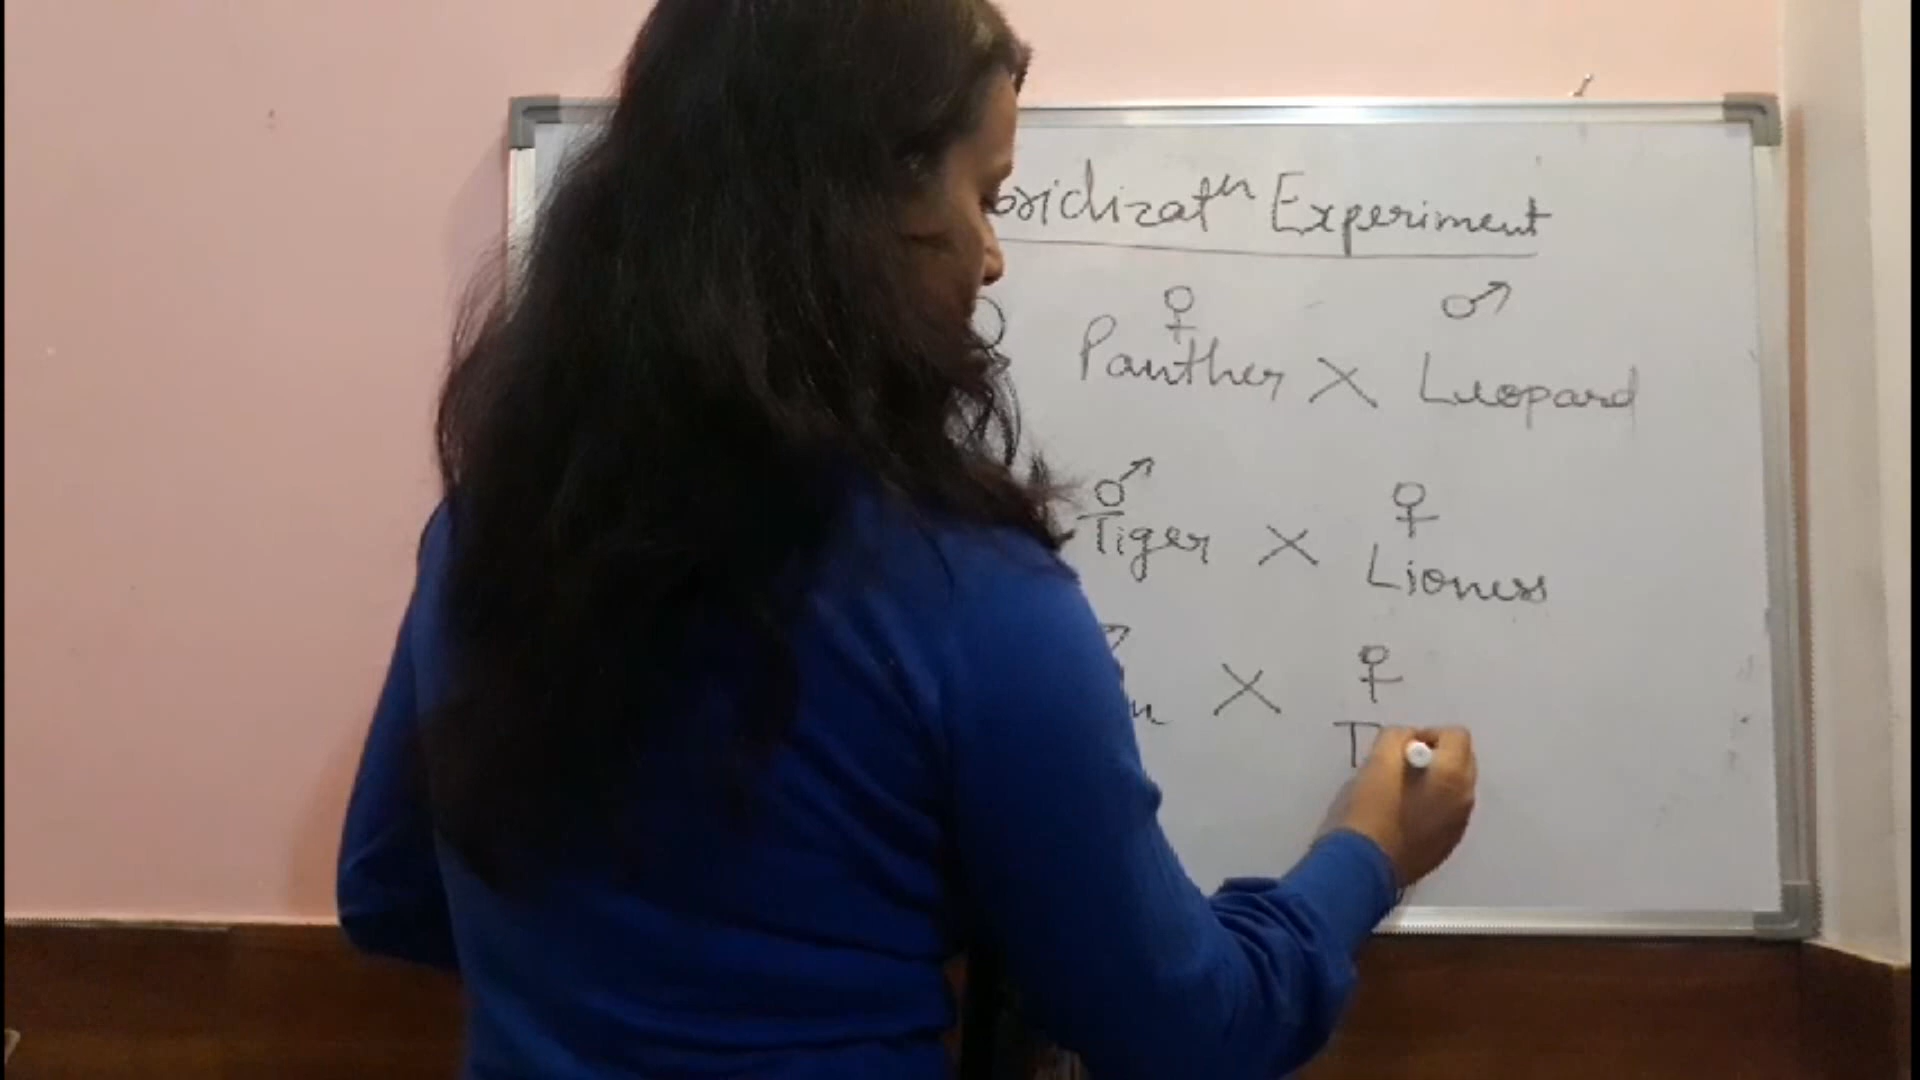 Experiment
♀ ♂
Panther X Leopard
♂ ♀
Tiger X Lioness
X ♀
T